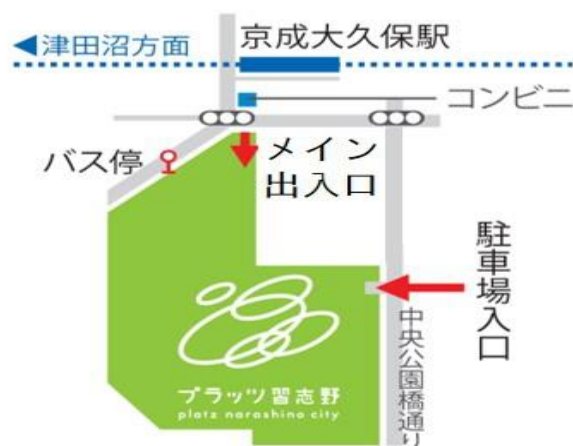 京成大久保駅
◀津田沼方面
コンビニ
バス停
メイン
出入口
駐車場入口
中央公園橋通り
プラッツ習志野
platz narashino city